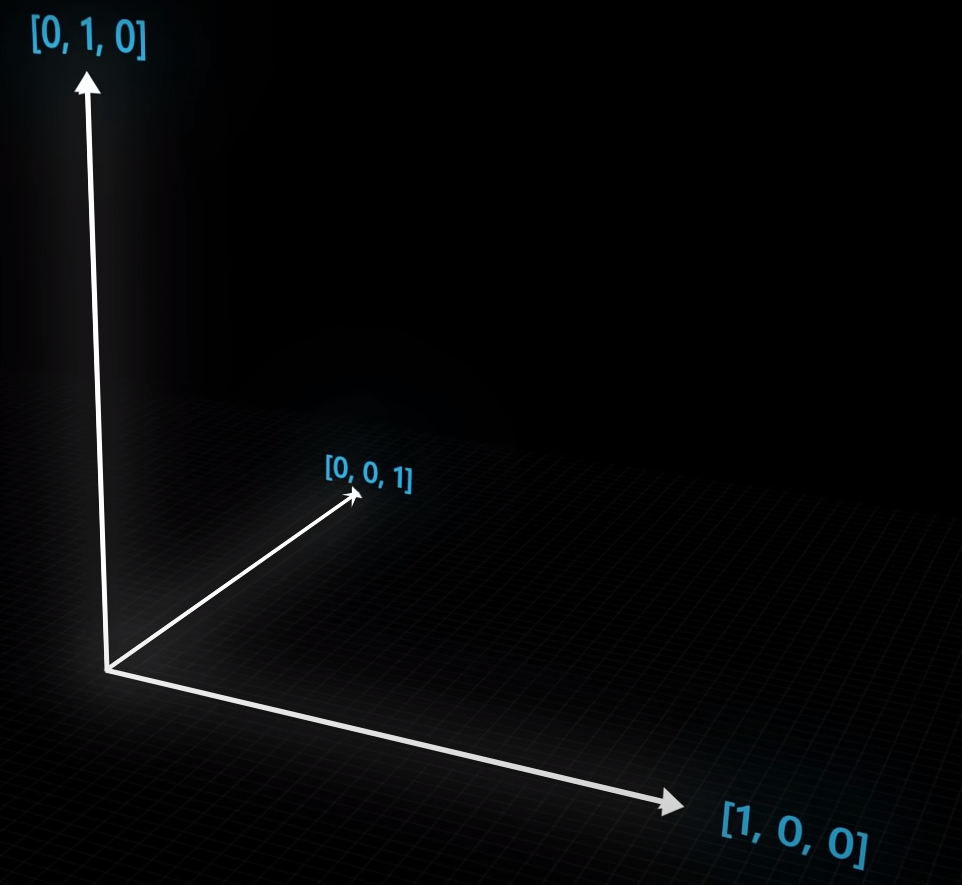 [0, 1, 0]
[0, 0, 1]
[1, 0, 0]